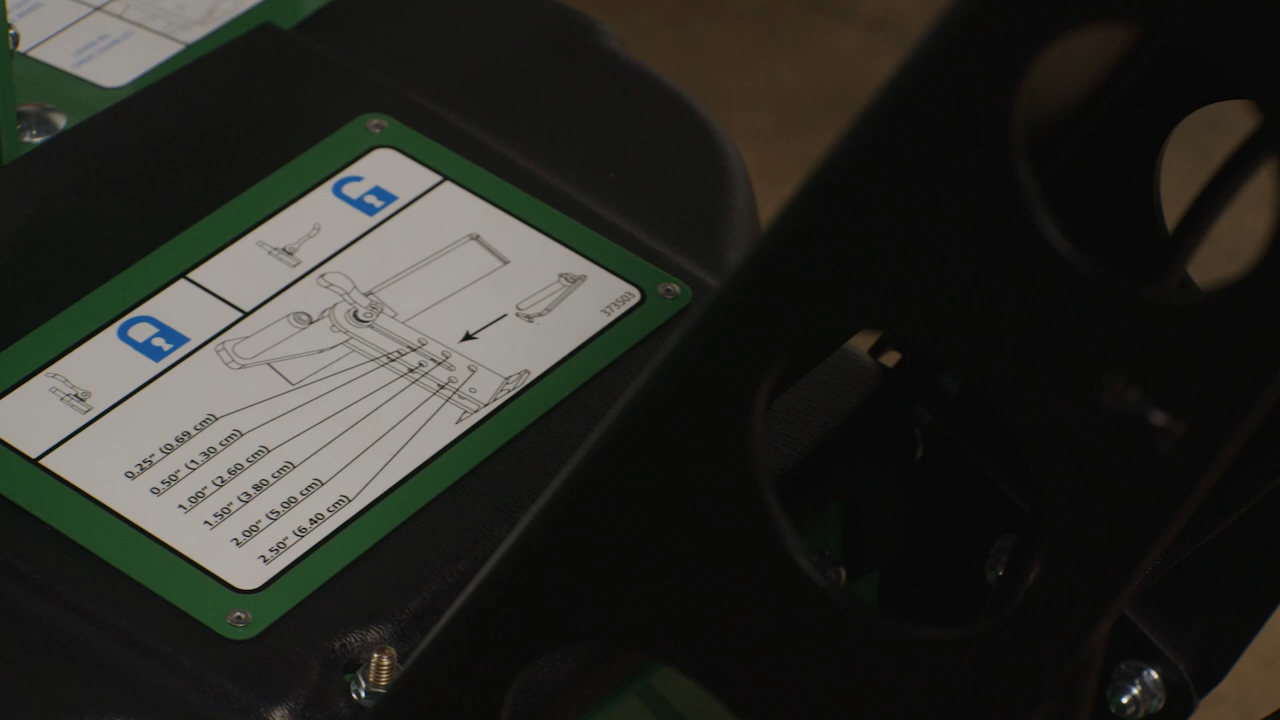 373503
0.25" (0.69 cm)
0.50" (1.30 cm)
1.00" (2.60 cm)
1.50" (3.80 cm)
2.00" (5.00 cm)
2.50" (6.40 cm)